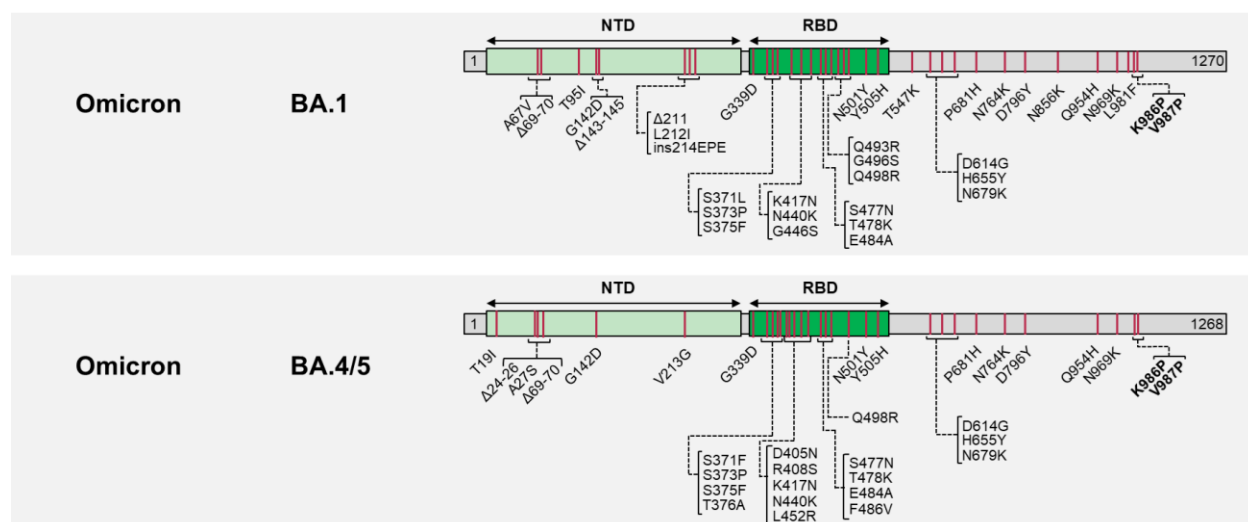 NTD
RBD
1
1270
Omicron
BA.1
A67V
Δ69-70
T95I
G142D
Δ143-145
Δ211
L212I
ins214EPE
G339D
S371L
S373P
S375F
K417N
N440K
G446S
S477N
T478K
E484A
Q493R
G496S
Q498R
N501Y
Y505H
T547K
D614G
H655Y
N679K
P681H
N764K
D796Y
N856K
Q954H
N969K
L981F
K986P
V987P
NTD
RBD
1
1268
Omicron
BA.4/5
T19I
Δ24-26
A27S
Δ69-70
G142D
V213G
G339D
S371F
S373P
S375F
T376A
D405N
R408S
K417N
N440K
L452R
S477N
T478K
E484A
F486V
Q498R
N501Y
Y505H
D614G
H655Y
N679K
P681H
N764K
D796Y
Q954H
N969K
K986P
V987P